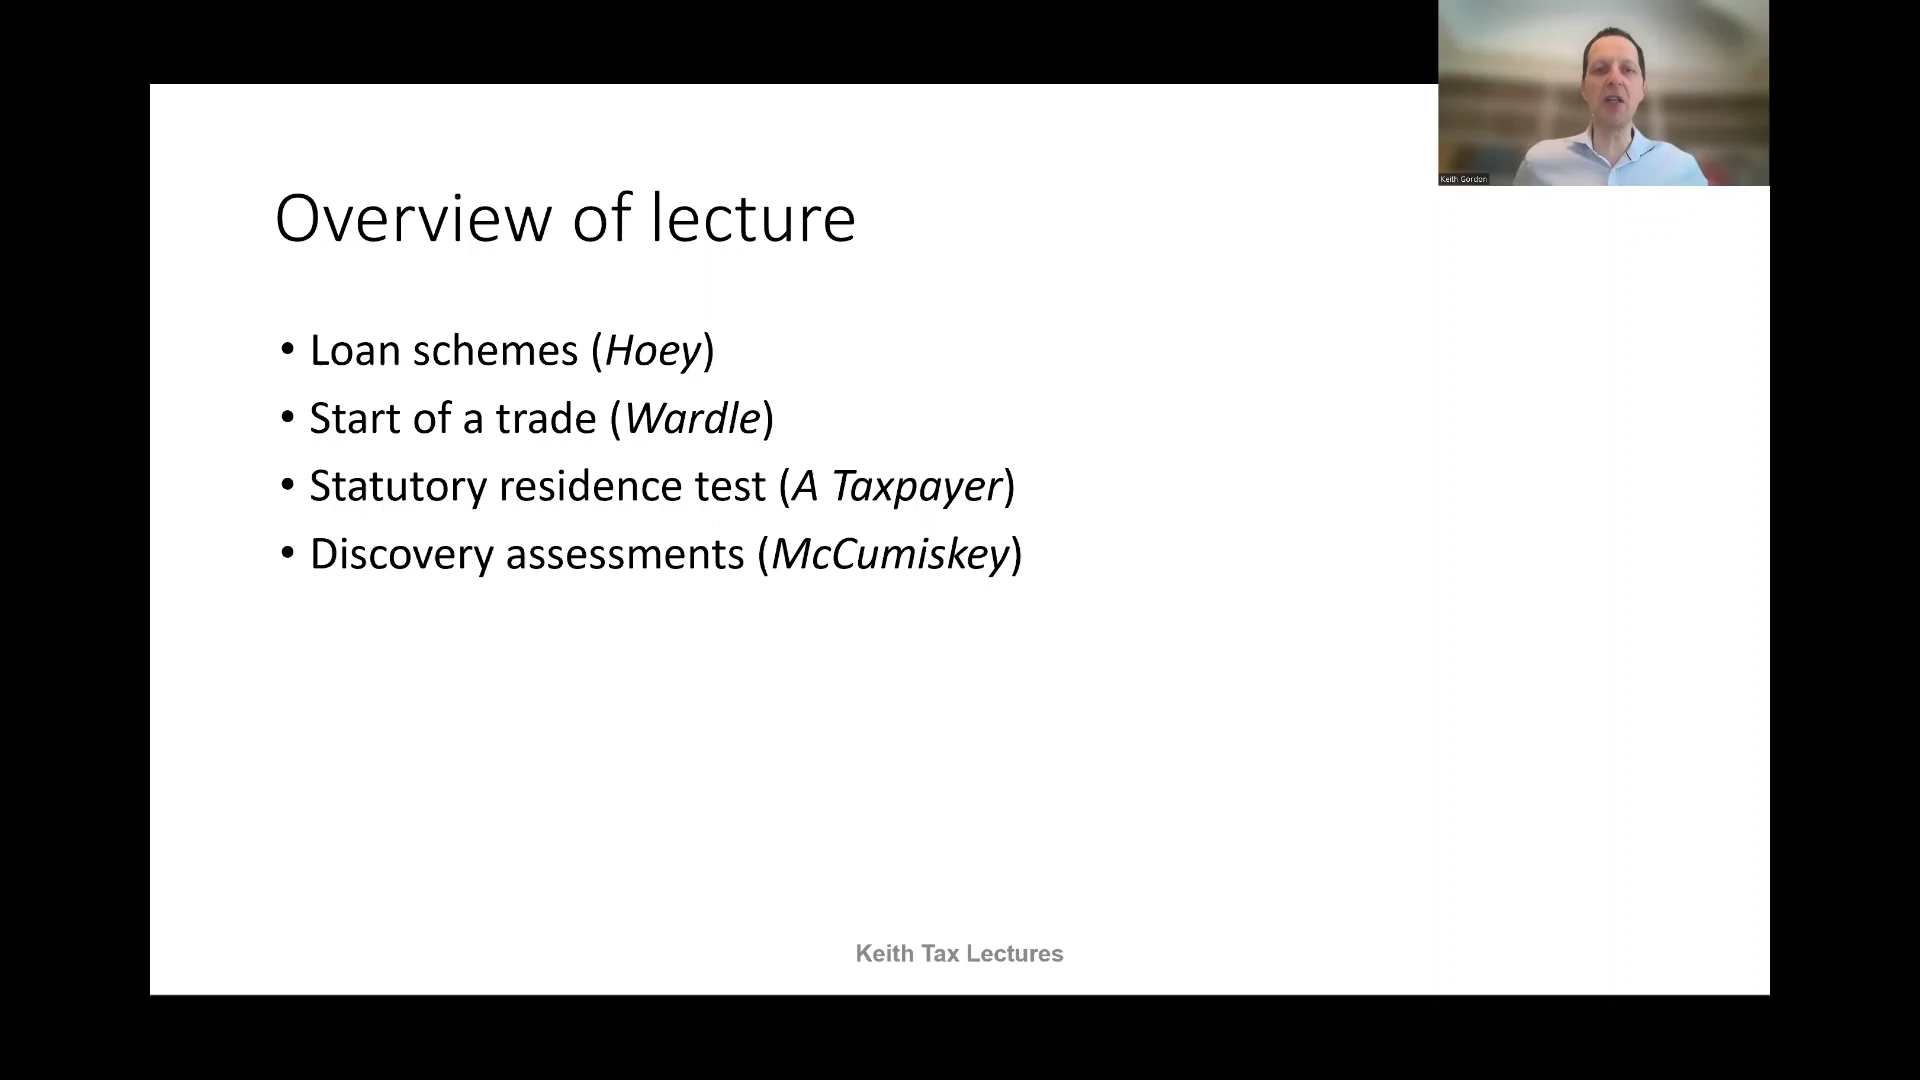 Keith Gordon
Overview of lecture
• Loan schemes (Hoey)
• Start of a trade (Wardle)
• Statutory residence test (A Taxpayer)
• Discovery assessments (McCumiskey)
Keith Tax Lectures